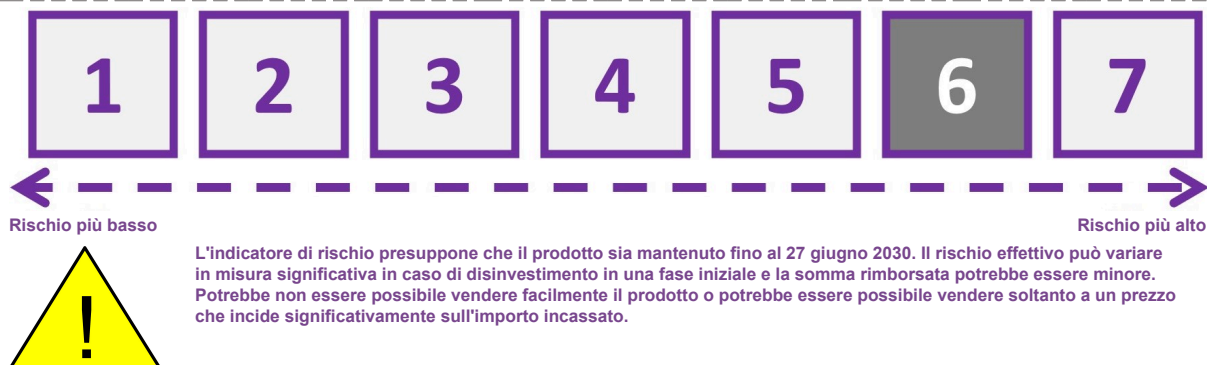 1 2 3 4 5 6 7
Rischio più basso Rischio più alto
L'indicatore di rischio presuppone che il prodotto sia mantenuto fino al 27 giugno 2030. Il rischio effettivo può variare
in misura significativa in caso di disinvestimento in una fase iniziale e la somma rimborsata potrebbe essere minore.
Potrebbe non essere possibile vendere facilmente il prodotto o potrebbe essere possibile vendere soltanto a un prezzo
che incide significativamente sull'importo incassato.
!